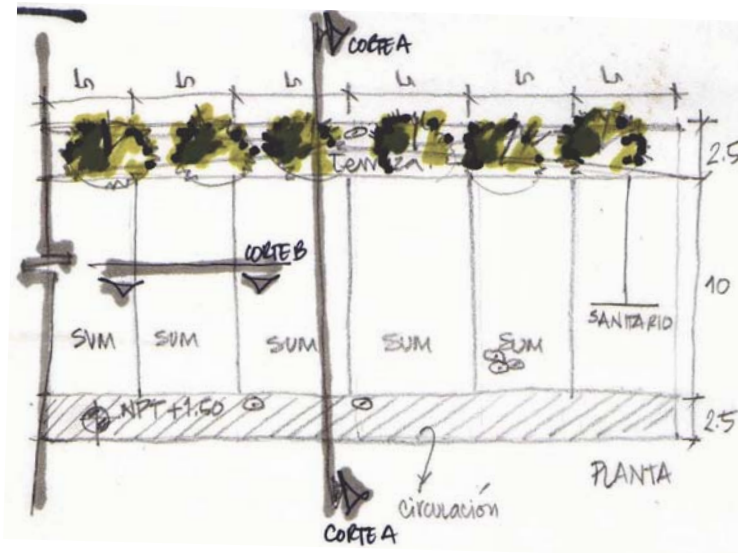 CORTE A
5 5 5 5 5 5
2.5
Terraza
CORTE B
10
SANITARIO
SUM SUM SUM SUM SUM
NPT +1.50
2.5
PLANTA
circulación
CORTE A